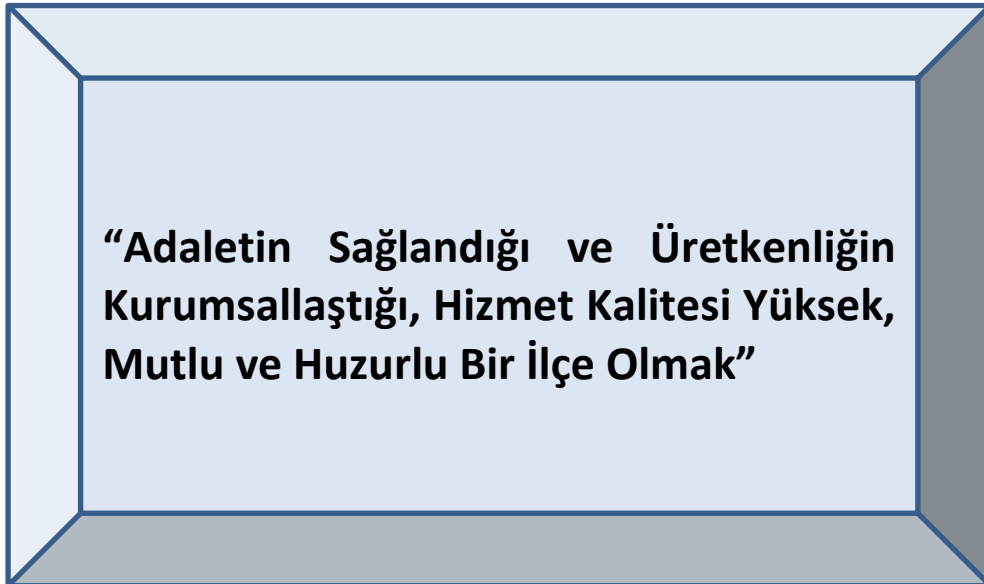 “Adaletin Sağlandığı ve Üretkenliğin
Kurumsallaştığı, Hizmet Kalitesi Yüksek,
Mutlu ve Huzurlu Bir İlçe Olmak”